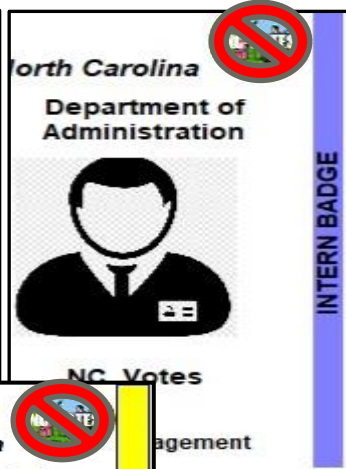 orth Carolina
Department of
Administration
INTERN BADGE
NC Votes
agement